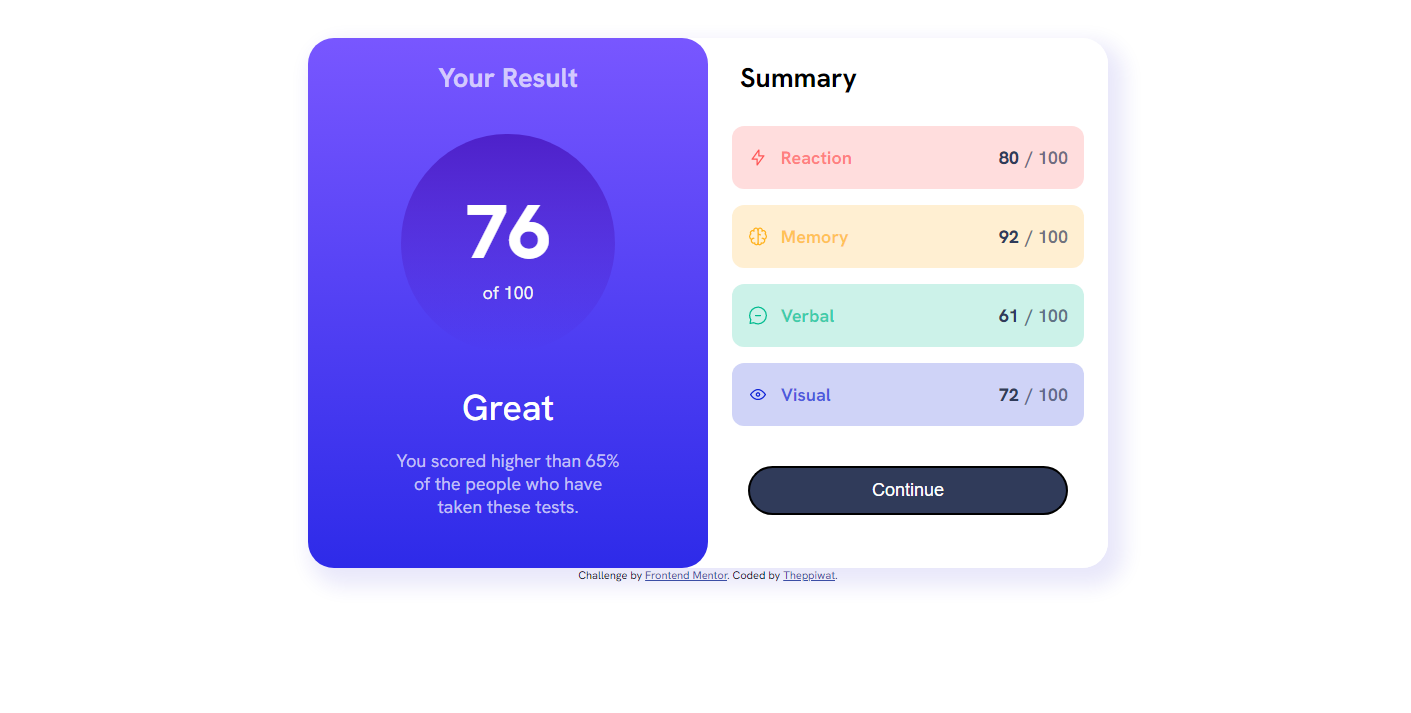 Your Result
76
of 100
Great
You scored higher than 65%
of the people who have
taken these tests.
Summary
Reaction 80 / 100
Memory 92 / 100
Verbal 61 / 100
Visual 72 / 100
Continue
Challenge by Frontend Mentor. Coded by Theppiwat.